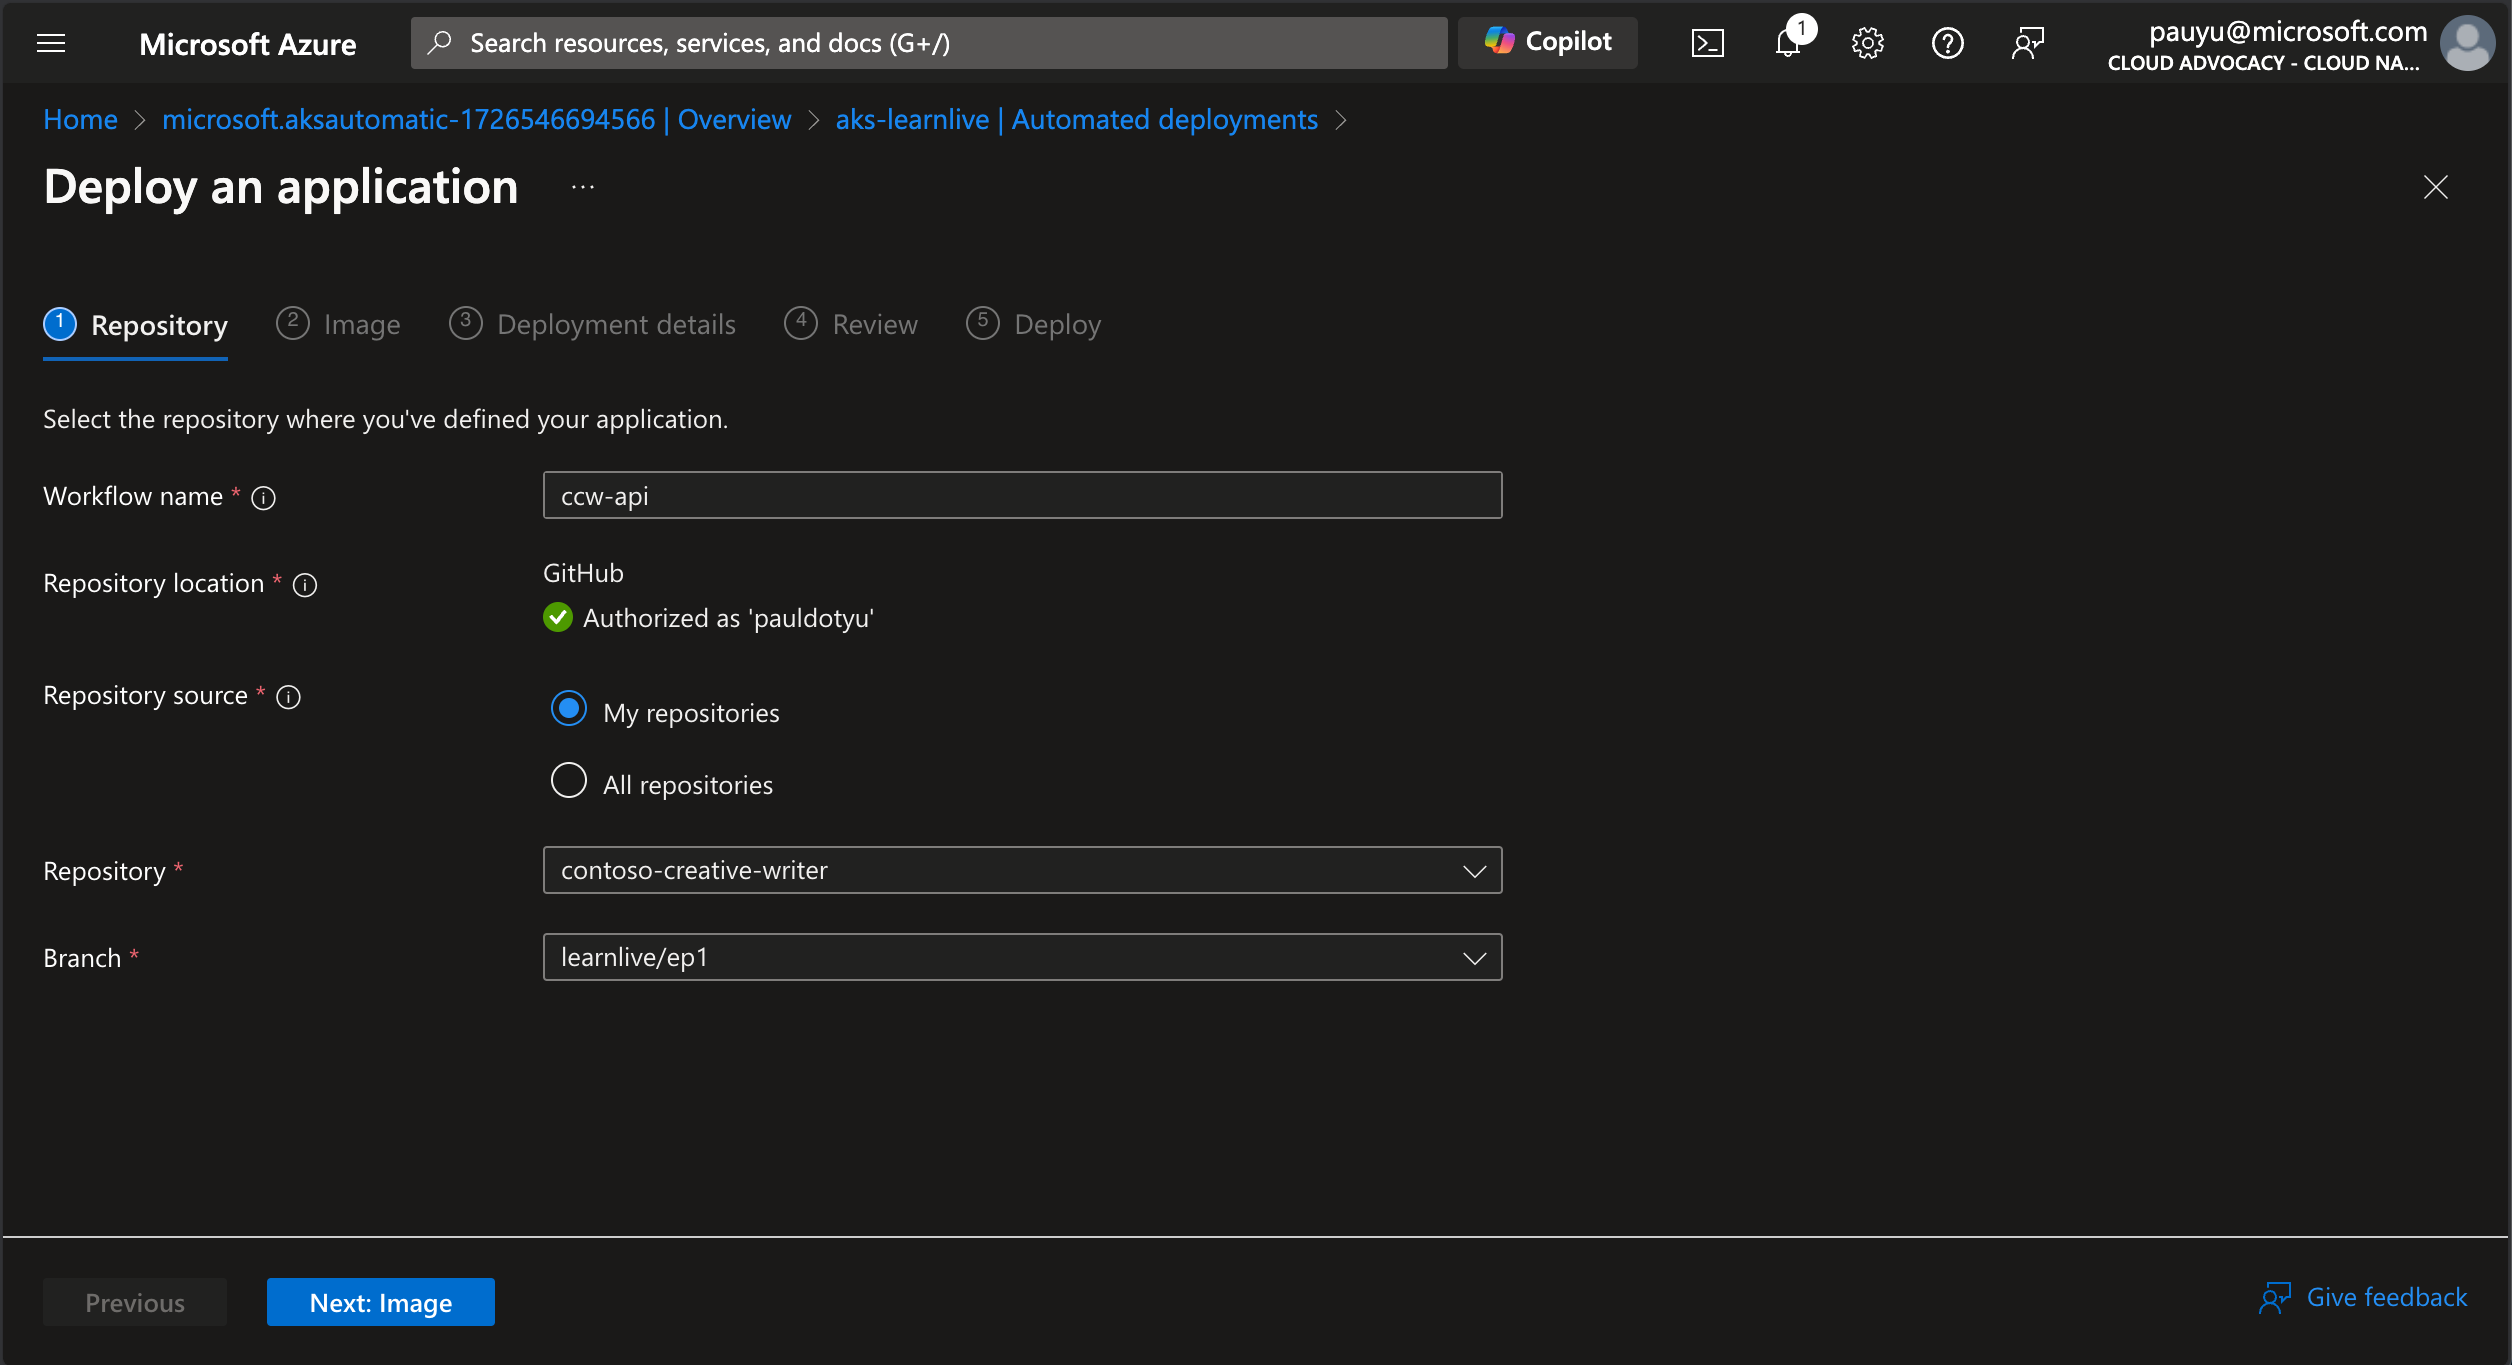 Microsoft Azure
Search resources, services, and docs (G+/)
Copilot
1
pauyu@microsoft.com
CLOUD ADVOCACY - CLOUD NA...
Home > microsoft.aksautomatic-1726546694566 | Overview > aks-learnlive | Automated deployments >
Deploy an application ...
1 Repository
2 Image
3 Deployment details
4 Review
5 Deploy
Select the repository where you've defined your application.
Workflow name *
ccw-api
Repository location *
GitHub
Authorized as 'pauldotyu'
Repository source *
My repositories
All repositories
Repository *
contoso-creative-writer
Branch *
learnlive/ep1
Previous
Next: Image
Give feedback